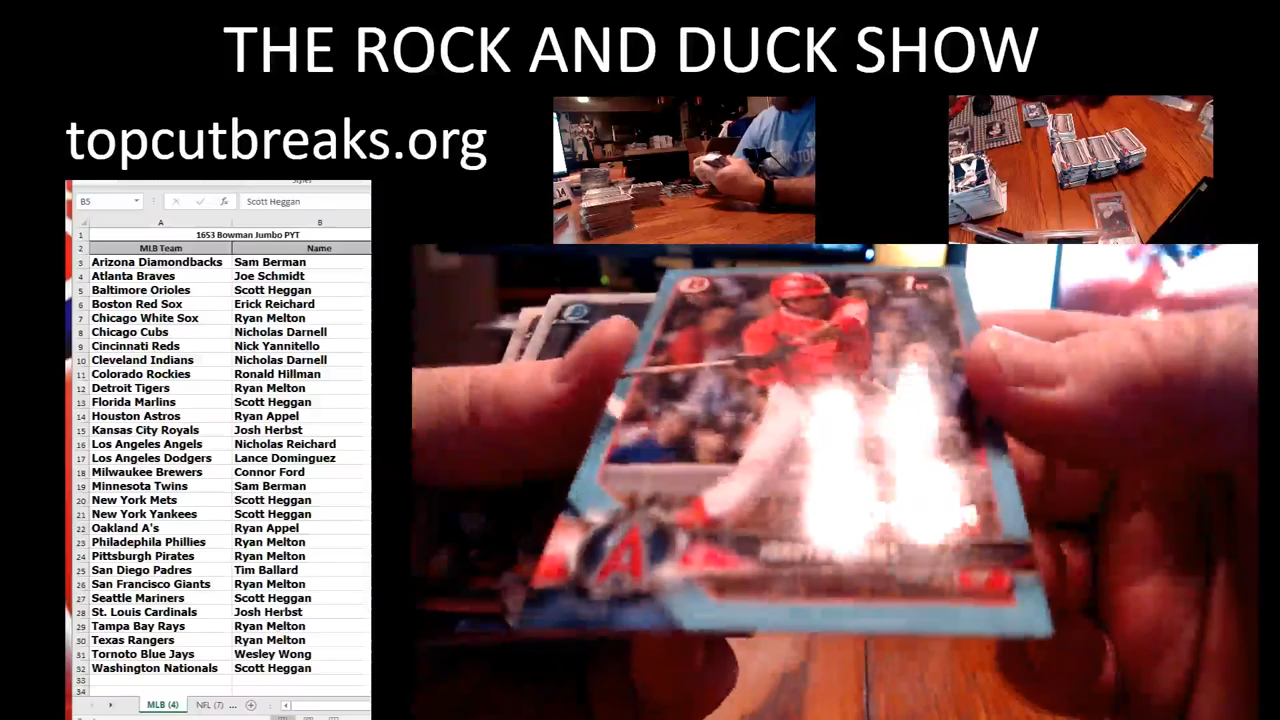 THE ROCK AND DUCK SHOW
topcutbreaks.org
B5 Scott Heggan
A B
1 1653 Bowman Jumbo PYT
2 MLB Team Name
3 Arizona Diamondbacks Sam Berman
4 Atlanta Braves Joe Schmidt
5 Baltimore Orioles Scott Heggan
6 Boston Red Sox Erick Reichard
7 Chicago White Sox Ryan Melton
8 Chicago Cubs Nicholas Darnell
9 Cincinnati Reds Nick Yannitello
10 Cleveland Indians Nicholas Darnell
11 Colorado Rockies Ronald Hillman
12 Detroit Tigers Ryan Melton
13 Florida Marlins Scott Heggan
14 Houston Astros Ryan Appel
15 Kansas City Royals Josh Herbst
16 Los Angeles Angels Nicholas Reichard
17 Los Angeles Dodgers Lance Dominguez
18 Milwaukee Brewers Connor Ford
19 Minnesota Twins Sam Berman
20 New York Mets Scott Heggan
21 New York Yankees Scott Heggan
22 Oakland A's Ryan Appel
23 Philadephila Phillies Ryan Melton
24 Pittsburgh Pirates Ryan Melton
25 San Diego Padres Tim Ballard
26 San Francisco Giants Ryan Melton
27 Seattle Mariners Scott Heggan
28 St. Louis Cardinals Josh Herbst
29 Tampa Bay Rays Ryan Melton
30 Texas Rangers Ryan Melton
31 Tornoto Blue Jays Wesley Wong
32 Washington Nationals Scott Heggan
33
34
MLB (4) NFL (7) ...
A